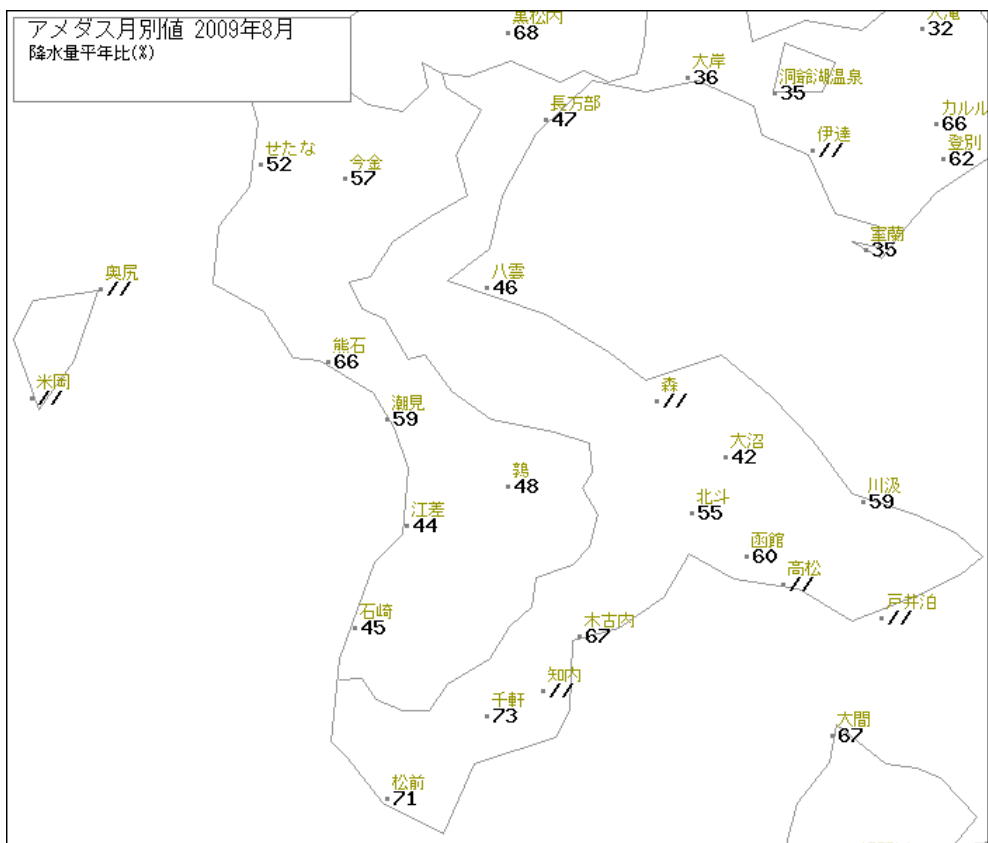 アメダス月別値 2009年8月
降水量平年比(%)
黒松内
68
大滝
32
大岸
36
洞爺湖温泉
35
長万部
47
カルル
66
伊達
//
登別
62
せたな
52
今金
57
室蘭
35
奥尻
//
八雲
46
熊石
66
米岡
//
潮見
59
森
//
大沼
42
鶉
48
川汲
59
北斗
55
江差
44
函館
60
高松
//
戸井泊
//
石崎
45
木古内
67
知内
//
千軒
73
大間
67
松前
71